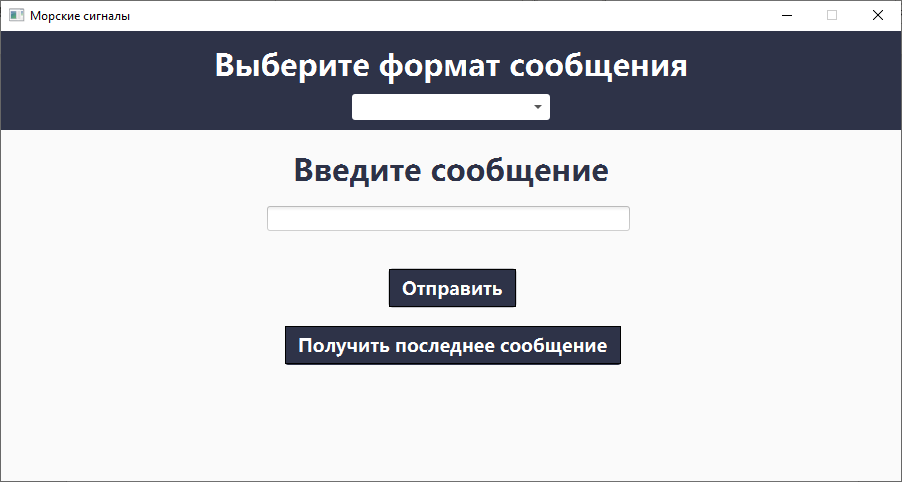 Морские сигналы
Выберите формат сообщения
Введите сообщение
Отправить
Получить последнее сообщение